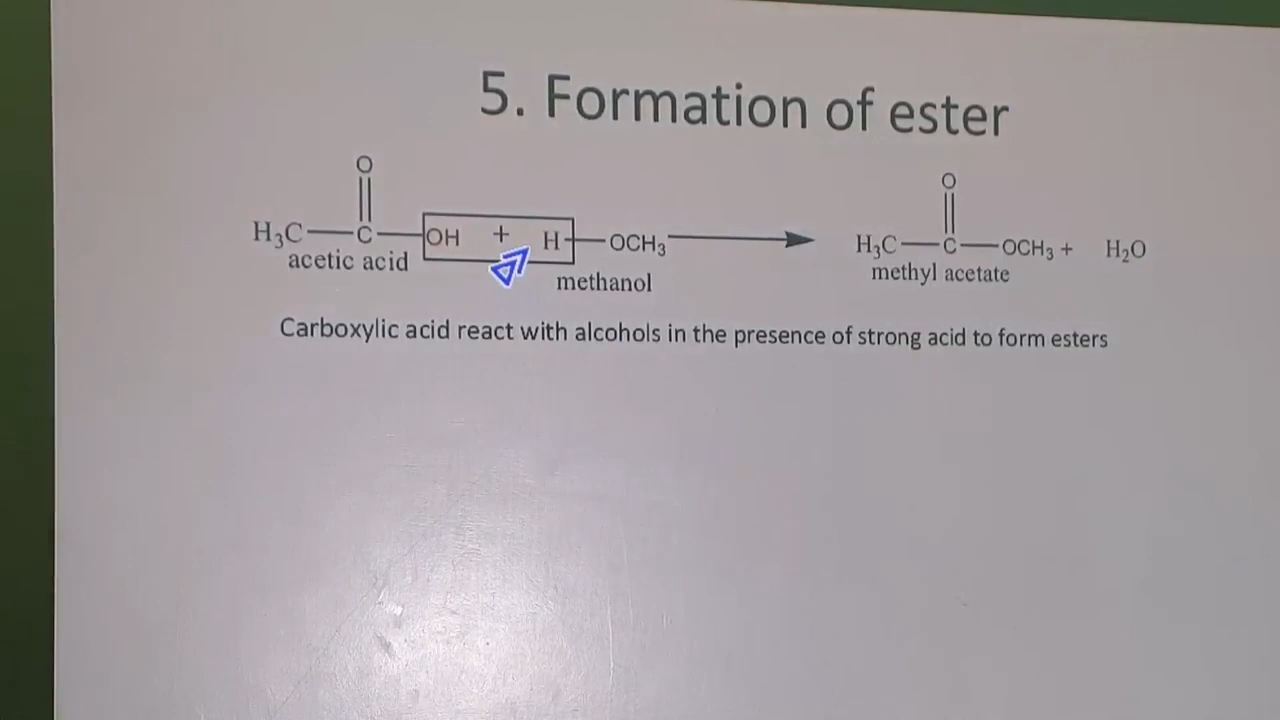 5. Formation of ester
O
O
H₃C—C—OH + H—OCH₃
H₃C—C—OCH₃ + H₂O
acetic acid
methanol
methyl acetate
Carboxylic acid react with alcohols in the presence of strong acid to form esters